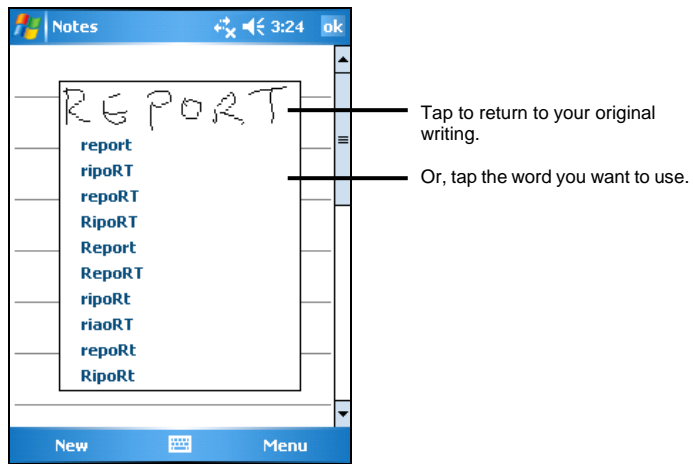 Notes 3:24 ok
REPORT
report
ripoRT
repoRT
RipoRT
Report
RepoRT
ripoRt
riaoRT
repoRt
RipoRt
New Menu
Tap to return to your original
writing.
Or, tap the word you want to use.